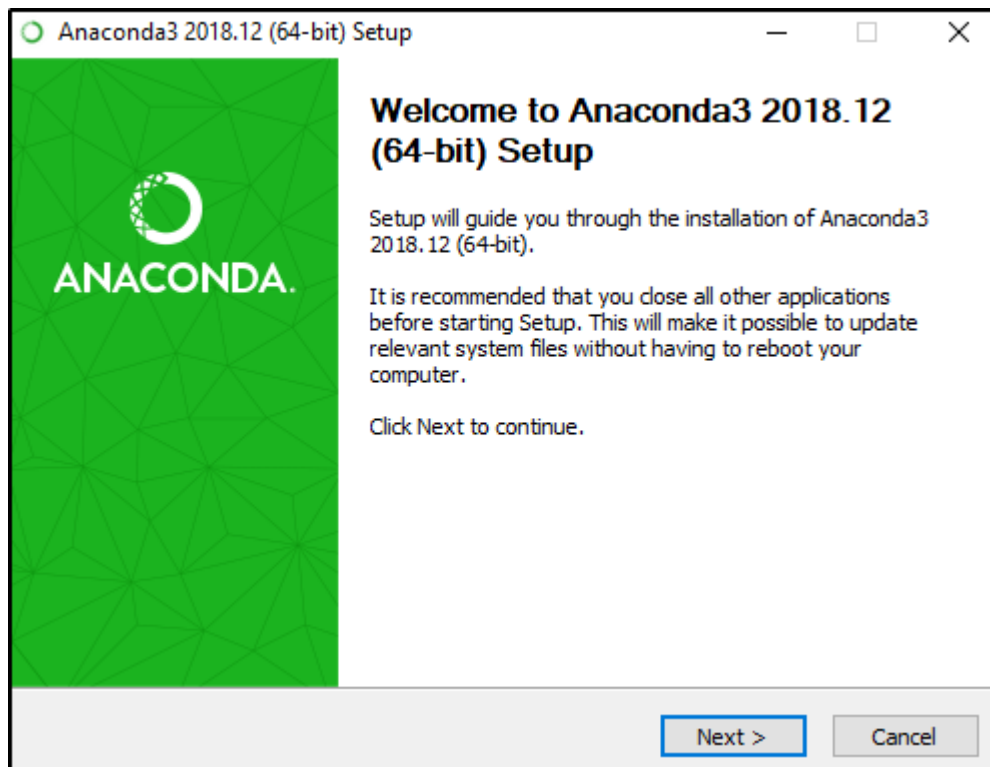 Anaconda3 2018.12 (64-bit) Setup
ANACONDA.
Welcome to Anaconda3 2018.12
(64-bit) Setup
Setup will guide you through the installation of Anaconda3
2018.12 (64-bit).
It is recommended that you close all other applications
before starting Setup. This will make it possible to update
relevant system files without having to reboot your
computer.
Click Next to continue.
Next >
Cancel